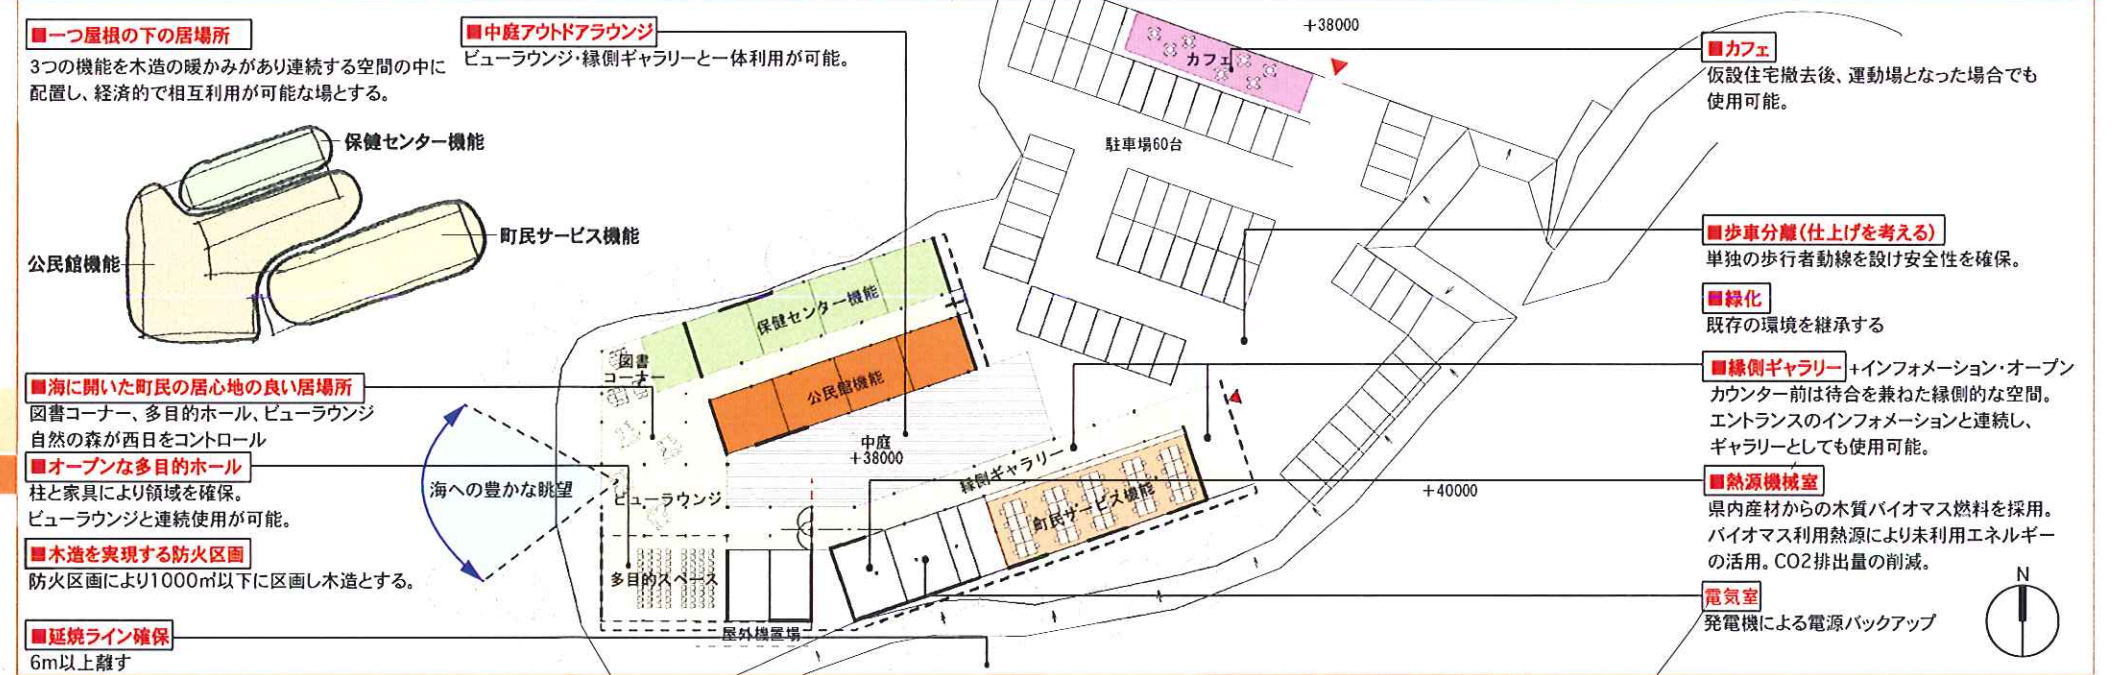 ■一つ屋根の下の居場所
3つの機能を木造の暖かみがあり連続する空間の中に
配置し、経済的で相互利用が可能な場とする。
保健センター機能
町民サービス機能
公民館機能
■中庭アウトドアラウンジ
ビューラウンジ・縁側ギャラリーと一体利用が可能。
■海に開いた町民の居心地の良い居場所
図書コーナー、多目的ホール、ビューラウンジ
自然の森が西日をコントロール
■オープンな多目的ホール
柱と家具により領域を確保。
ビューラウンジと連続使用が可能。
■木造を実現する防火区画
防火区画により1000㎡以下に区画し木造とする。
■延焼ライン確保
6m以上離す
海への豊かな眺望
+38000
カフェ
駐車場60台
保健センター機能
図書
コーナー
公民館機能
中庭
+38000
縁側ギャラリー
ビューラウンジ
町民サービス機能
+40000
多目的スペース
屋外機置場
■カフェ
仮設住宅撤去後、運動場となった場合でも
使用可能。
■歩車分離(仕上げを考える)
単独の歩行者動線を設け安全性を確保。
■緑化
既存の環境を継承する
■縁側ギャラリー+インフォメーション・オープン
カウンター前は待合を兼ねた縁側的な空間。
エントランスのインフォメーションと連続し、
ギャラリーとしても使用可能。
■熱源機械室
県内産材からの木質バイオマス燃料を採用。
バイオマス利用熱源により未利用エネルギー
の活用。CO2排出量の削減。
電気室
発電機による電源バックアップ
N